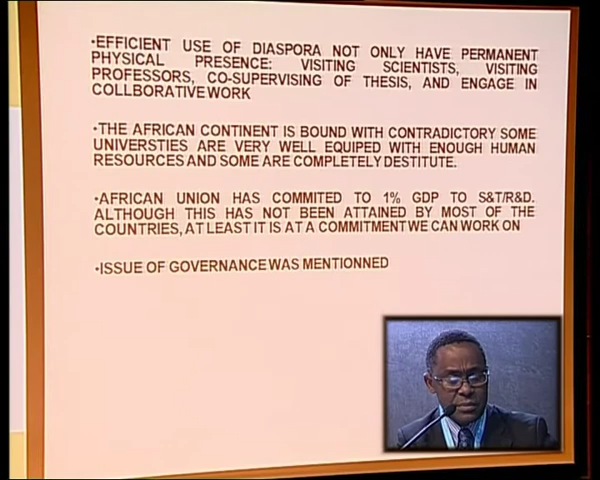 •EFFICIENT USE OF DIASPORA NOT ONLY HAVE PERMANENT
PHYSICAL PRESENCE: VISITING SCIENTISTS, VISITING
PROFESSORS, CO-SUPERVISING OF THESIS, AND ENGAGE IN
COLLBORATIVE WORK
•THE AFRICAN CONTINENT IS BOUND WITH CONTRADICTORY SOME
UNIVERSTIES ARE VERY WELL EQUIPED WITH ENOUGH HUMAN
RESOURCES AND SOME ARE COMPLETELY DESTITUTE.
•AFRICAN UNION HAS COMMITED TO 1% GDP TO S&T/R&D.
ALTHOUGH THIS HAS NOT BEEN ATTAINED BY MOST OF THE
COUNTRIES, AT LEAST IT IS AT A COMMITMENT WE CAN WORK ON
•ISSUE OF GOVERNANCE WAS MENTIONNED